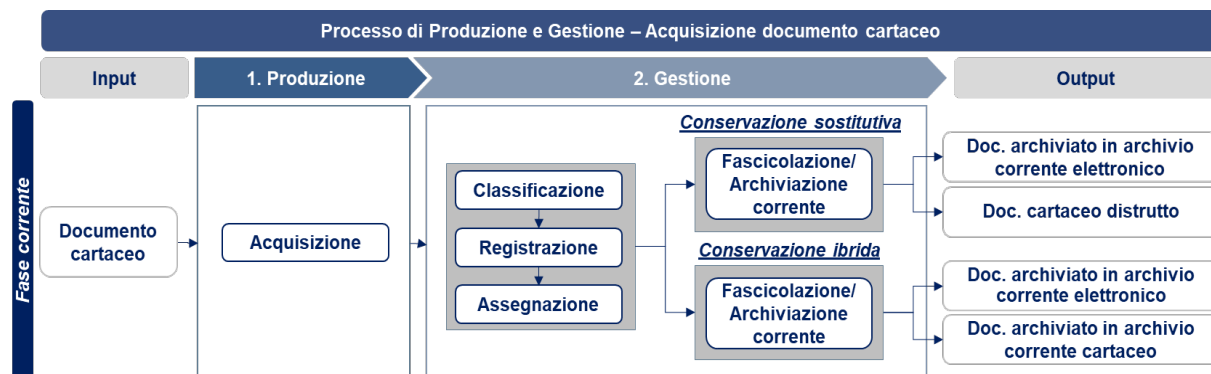 Processo di Produzione e Gestione – Acquisizione documento cartaceo
Input
1. Produzione
2. Gestione
Output
Fase corrente
Documento
cartaceo
Acquisizione
Classificazione
Registrazione
Assegnazione
Conservazione sostitutiva
Fascicolazione/
Archiviazione
corrente
Conservazione ibrida
Fascicolazione/
Archiviazione
corrente
Doc. archiviato in archivio
corrente elettronico
Doc. cartaceo distrutto
Doc. archiviato in archivio
corrente elettronico
Doc. archiviato in archivio
corrente cartaceo